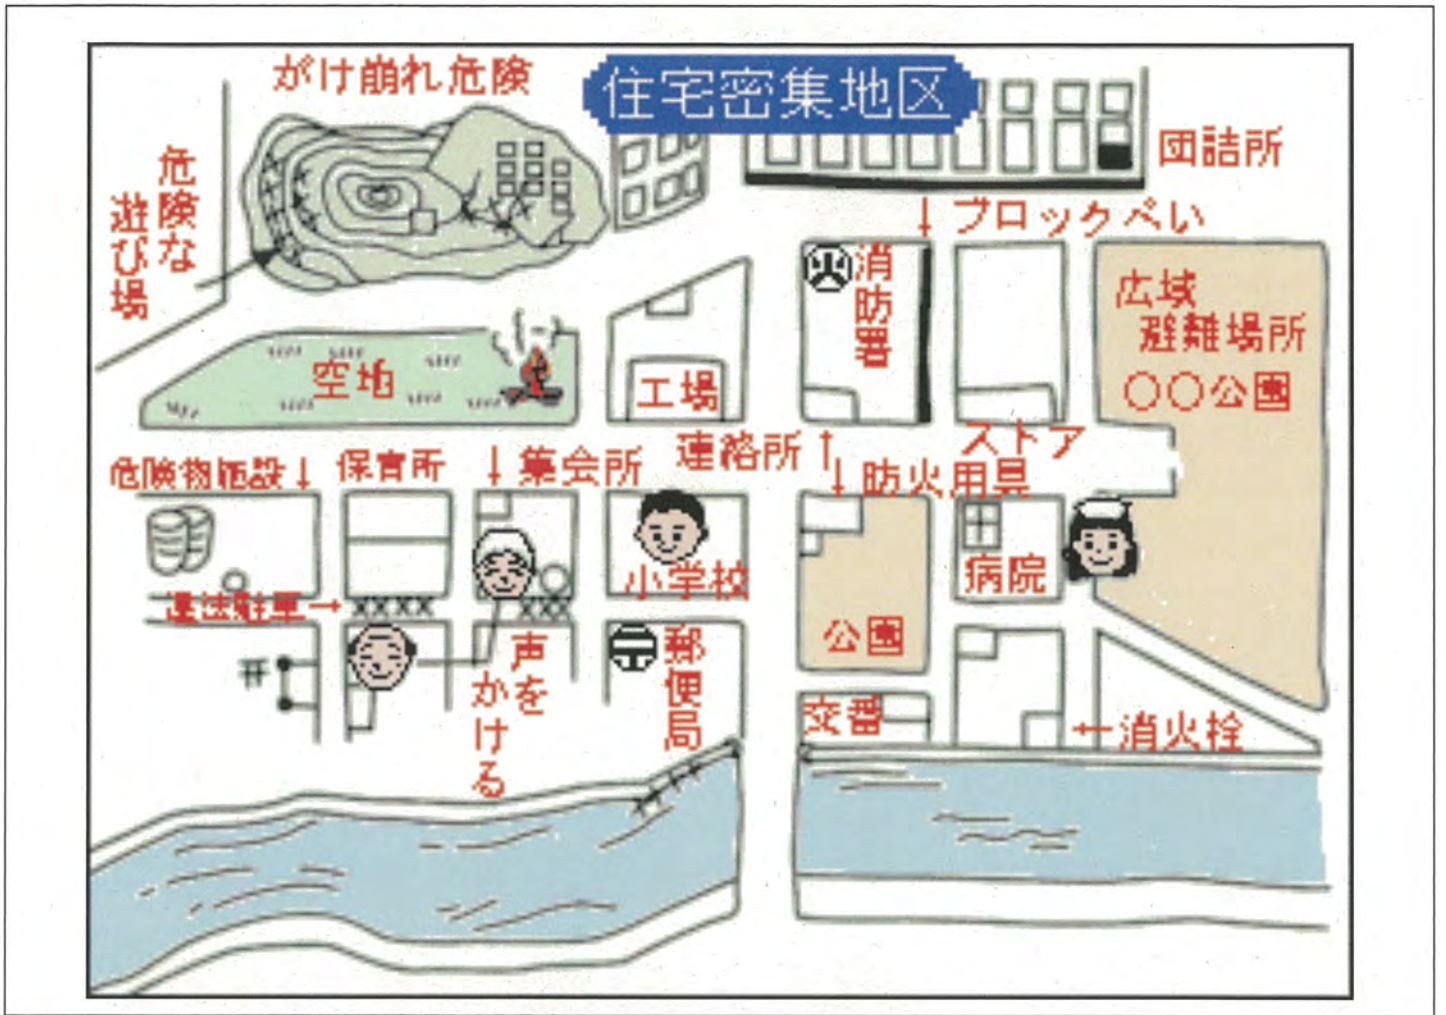 がけ崩れ危険
住宅密集地区
団詰所
危険な
遊び場
↓ブロックべい
消防署
広域
避難場所
〇〇公園
空地
工場
ストア
危険物施設↓
保育所
↓集会所
連絡所↑
↓防火用具
小学校
病院
違法駐車→
公園
声を
かける
郵便局
交番
←消火栓